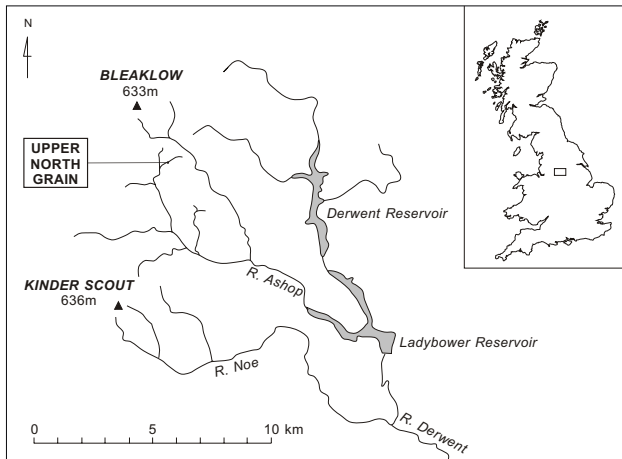 N
BLEAKLOW
633m
UPPER
NORTH
GRAIN
Derwent Reservoir
KINDER SCOUT
636m
R. Ashop
Ladybower Reservoir
R. Noe
R. Derwent
0 5 10 km